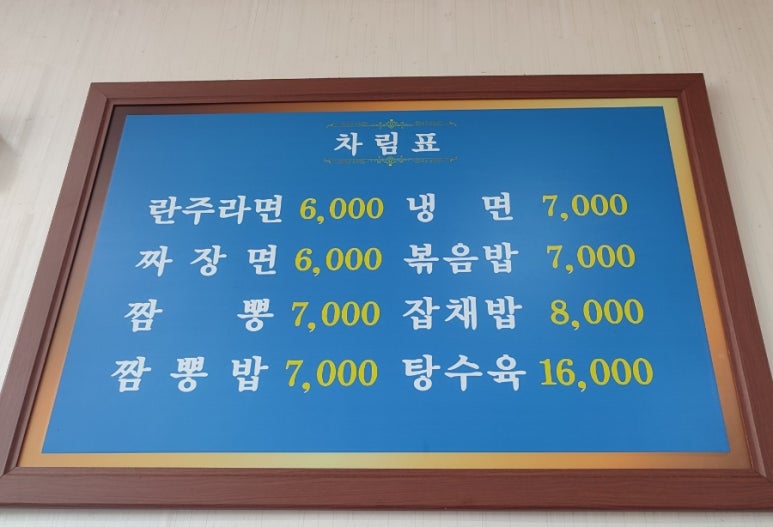 차림표
란주라면 6,000 냉 면 7,000
짜 장 면 6,000 볶음밥 7,000
짬 뽕 7,000 잡채밥 8,000
짬 뽕 밥 7,000 탕수육 16,000